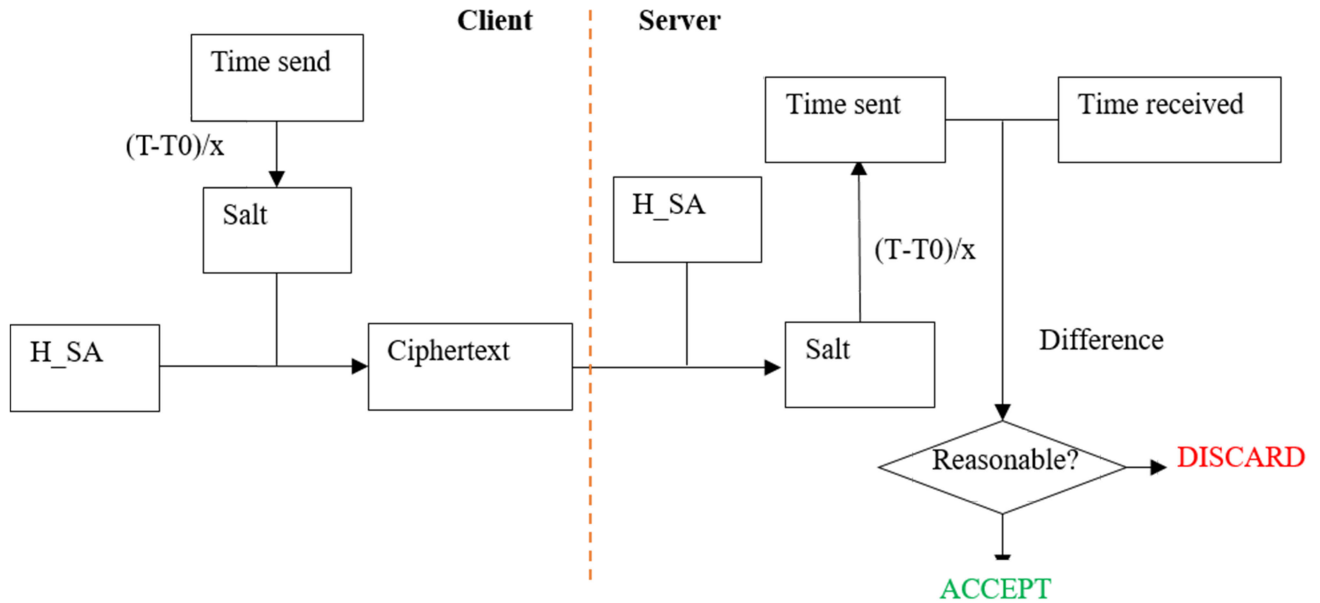 Client
Server
Time send
(T-T0)/x
Salt
H_SA
Ciphertext
Time sent
Time received
H_SA
(T-T0)/x
Salt
Difference
Reasonable?
DISCARD
ACCEPT